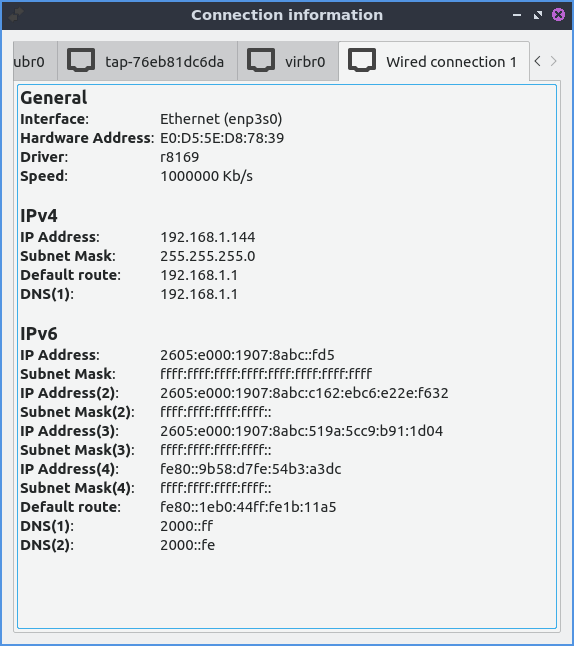 Connection information
ubr0 tap-76eb81dc6da virbr0 Wired connection 1
General
Interface: Ethernet (enp3s0)
Hardware Address: E0:D5:5E:D8:78:39
Driver: r8169
Speed: 1000000 Kb/s
IPv4
IP Address: 192.168.1.144
Subnet Mask: 255.255.255.0
Default route: 192.168.1.1
DNS(1): 192.168.1.1
IPv6
IP Address: 2605:e000:1907:8abc::fd5
Subnet Mask: ffff:ffff:ffff:ffff:ffff:ffff:ffff:ffff
IP Address(2): 2605:e000:1907:8abc:c162:ebc6:e22e:f632
Subnet Mask(2): ffff:ffff:ffff:ffff::
IP Address(3): 2605:e000:1907:8abc:519a:5cc9:b91:1d04
Subnet Mask(3): ffff:ffff:ffff:ffff::
IP Address(4): fe80::9b58:d7fe:54b3:a3dc
Subnet Mask(4): ffff:ffff:ffff:ffff::
Default route: fe80::1eb0:44ff:fe1b:11a5
DNS(1): 2000::ff
DNS(2): 2000::fe